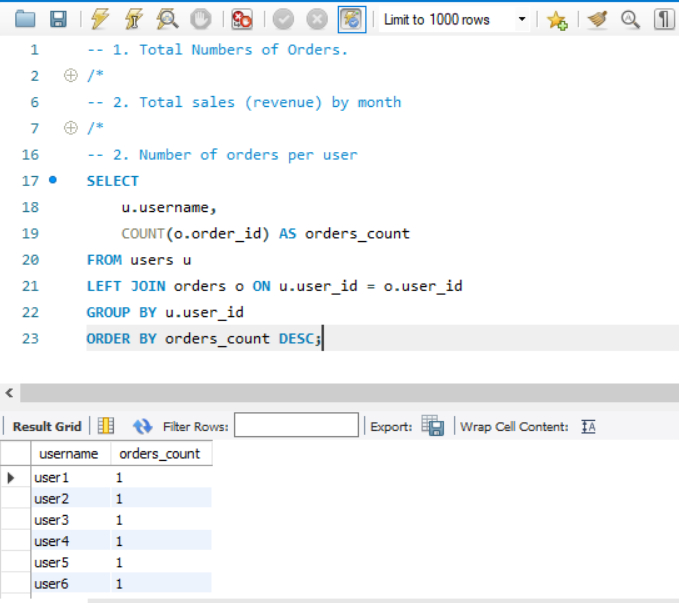 Limit to 1000 rows
1 -- 1. Total Numbers of Orders.
2 /*
6 -- 2. Total sales (revenue) by month
7 /*
16 -- 2. Number of orders per user
17 SELECT
18 u.username,
19 COUNT(o.order_id) AS orders_count
20 FROM users u
21 LEFT JOIN orders o ON u.user_id = o.user_id
22 GROUP BY u.user_id
23 ORDER BY orders_count DESC;
Result Grid Filter Rows: Export: Wrap Cell Content: IA
username orders_count
user1 1
user2 1
user3 1
user4 1
user5 1
user6 1